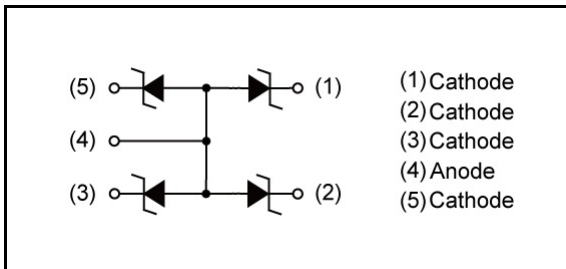 (5)
(1)
(4)
(3)
(2)
(1)Cathode
(2)Cathode
(3)Cathode
(4)Anode
(5)Cathode